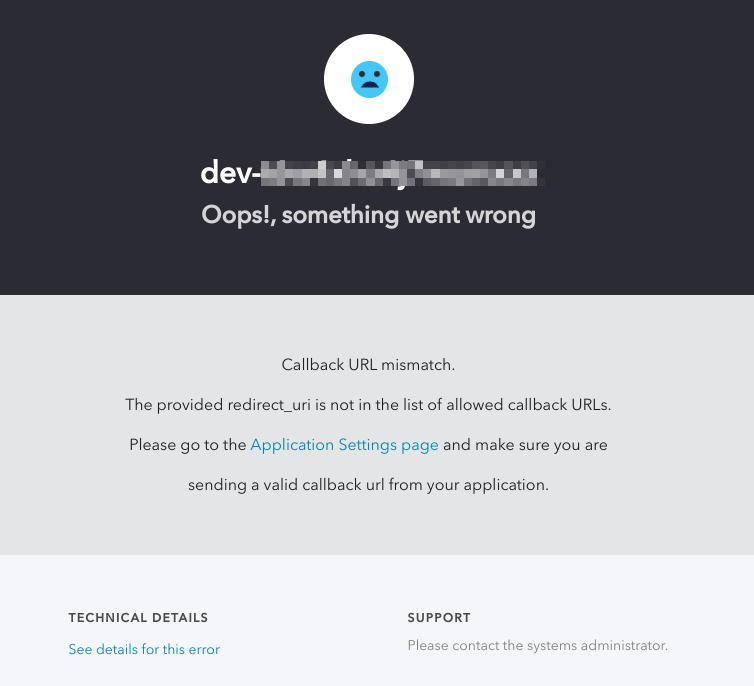 dev-
Oops!, something went wrong
Callback URL mismatch.
The provided redirect_uri is not in the list of allowed callback URLs.
Please go to the Application Settings page and make sure you are
sending a valid callback url from your application.
TECHNICAL DETAILS
See details for this error
SUPPORT
Please contact the systems administrator.